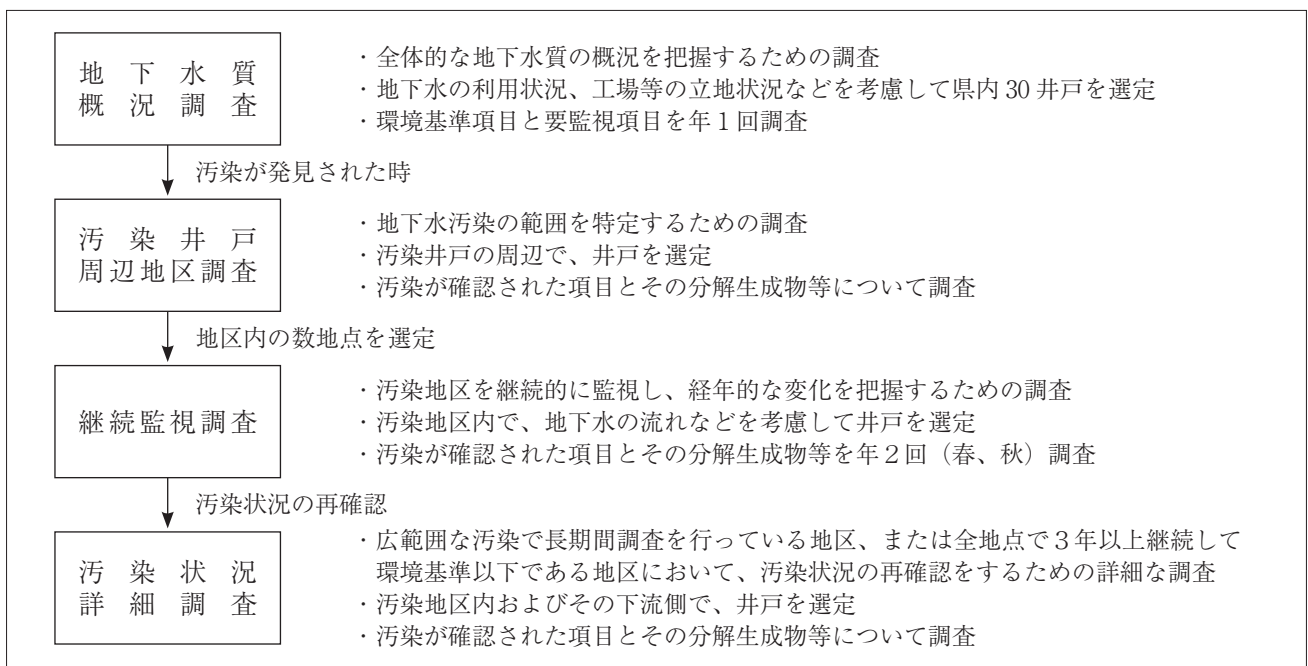 地下水質
概況調査
・全体的な地下水質の概況を把握するための調査
・地下水の利用状況、工場等の立地状況などを考慮して県内 30 井戸を選定
・環境基準項目と要監視項目を年１回調査
汚染が発見された時
汚染井戸
周辺地区調査
・地下水汚染の範囲を特定するための調査
・汚染井戸の周辺で、井戸を選定
・汚染が確認された項目とその分解生成物等について調査
地区内の数地点を選定
継続監視調査
・汚染地区を継続的に監視し、経年的な変化を把握するための調査
・汚染地区内で、地下水の流れなどを考慮して井戸を選定
・汚染が確認された項目とその分解生成物等を年２回（春、秋）調査
汚染状況の再確認
汚染状況
詳細調査
・広範囲な汚染で長期間調査を行っている地区、または全地点で３年以上継続して
環境基準以下である地区において、汚染状況の再確認をするための詳細な調査
・汚染地区内およびその下流側で、井戸を選定
・汚染が確認された項目とその分解生成物等について調査